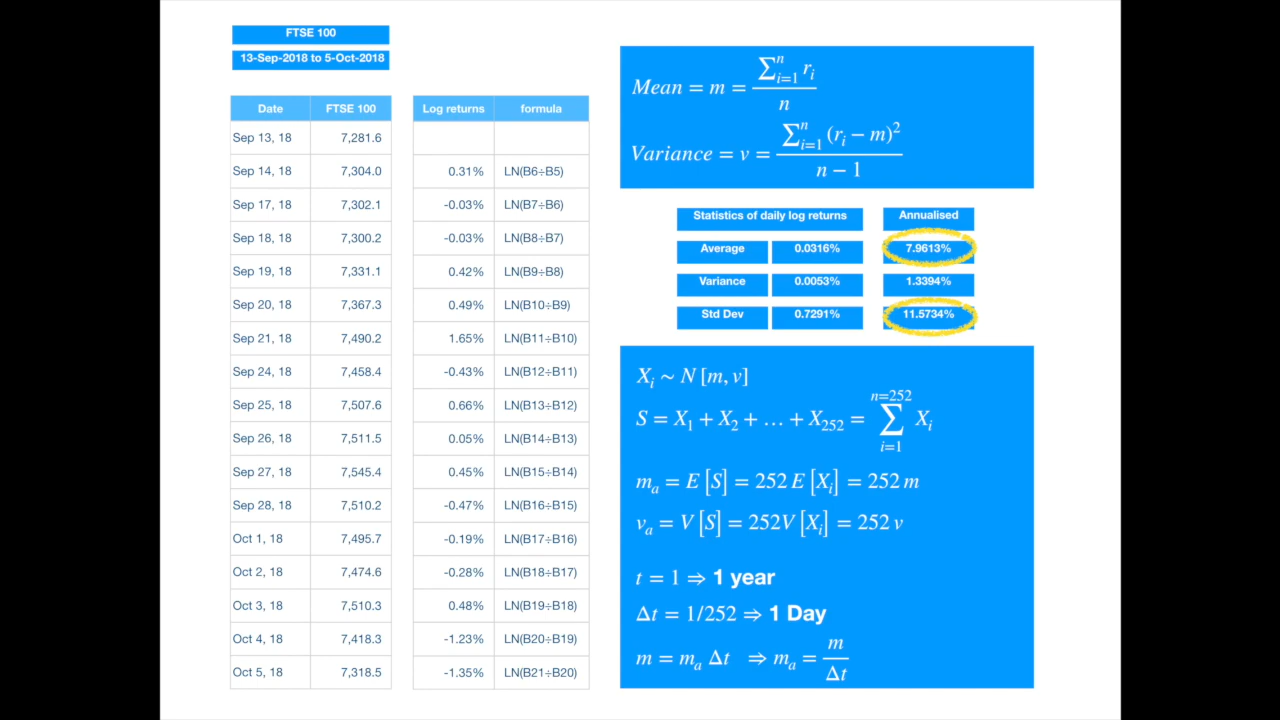 FTSE 100
13-Sep-2018 to 5-Oct-2018
Date FTSE 100 Log returns formula
Sep 13, 18 7,281.6
Sep 14, 18 7,304.0 0.31% LN(B6÷B5)
Sep 17, 18 7,302.1 -0.03% LN(B7÷B6)
Sep 18, 18 7,300.2 -0.03% LN(B8÷B7)
Sep 19, 18 7,331.1 0.42% LN(B9÷B8)
Sep 20, 18 7,367.3 0.49% LN(B10÷B9)
Sep 21, 18 7,490.2 1.65% LN(B11÷B10)
Sep 24, 18 7,458.4 -0.43% LN(B12÷B11)
Sep 25, 18 7,507.6 0.66% LN(B13÷B12)
Sep 26, 18 7,511.5 0.05% LN(B14÷B13)
Sep 27, 18 7,545.4 0.45% LN(B15÷B14)
Sep 28, 18 7,510.2 -0.47% LN(B16÷B15)
Oct 1, 18 7,495.7 -0.19% LN(B17÷B16)
Oct 2, 18 7,474.6 -0.28% LN(B18÷B17)
Oct 3, 18 7,510.3 0.48% LN(B19÷B18)
Oct 4, 18 7,418.3 -1.23% LN(B20÷B19)
Oct 5, 18 7,318.5 -1.35% LN(B21÷B20)
Mean = m = ∑ⁿᵢ₌₁ rᵢ / n
Variance = v = ∑ⁿᵢ₌₁ (rᵢ − m)² / n − 1
Statistics of daily log returns Annualised
Average 0.0316% 7.9613%
Variance 0.0053% 1.3394%
Std Dev 0.7291% 11.5734%
Xᵢ ∼ N [m, v]
S = X₁ + X₂ + … + X₂₅₂ = ∑ⁿ⁼²⁵²ᵢ₌₁ Xᵢ
mₐ = E [S] = 252 E [Xᵢ] = 252 m
vₐ = V [S] = 252V [Xᵢ] = 252 v
t = 1 ⇒ 1 year
Δt = 1/252 ⇒ 1 Day
m = mₐ Δt ⇒ mₐ = m / Δt